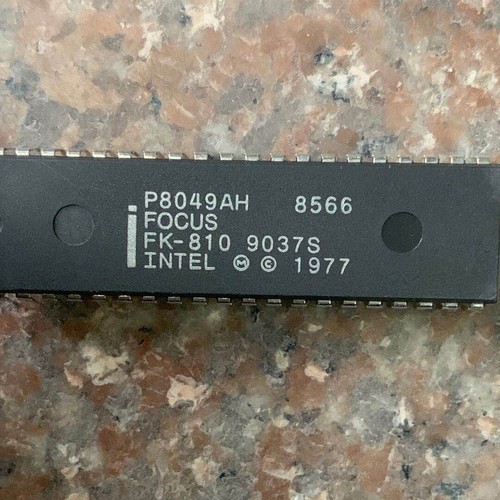 P8049AH 8566
FOCUS
FK-810 9037S
INTEL Ⓜ © 1977